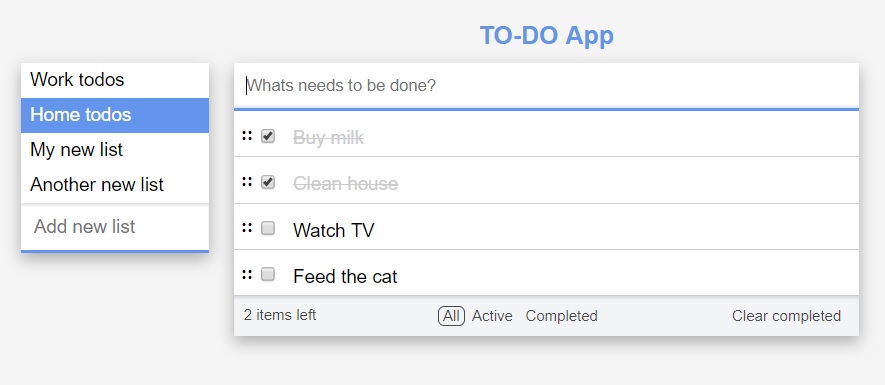 TO-DO App
Work todos
Home todos
My new list
Another new list
Add new list
Whats needs to be done?
Buy milk
Clean house
Watch TV
Feed the cat
2 items left All Active Completed Clear completed